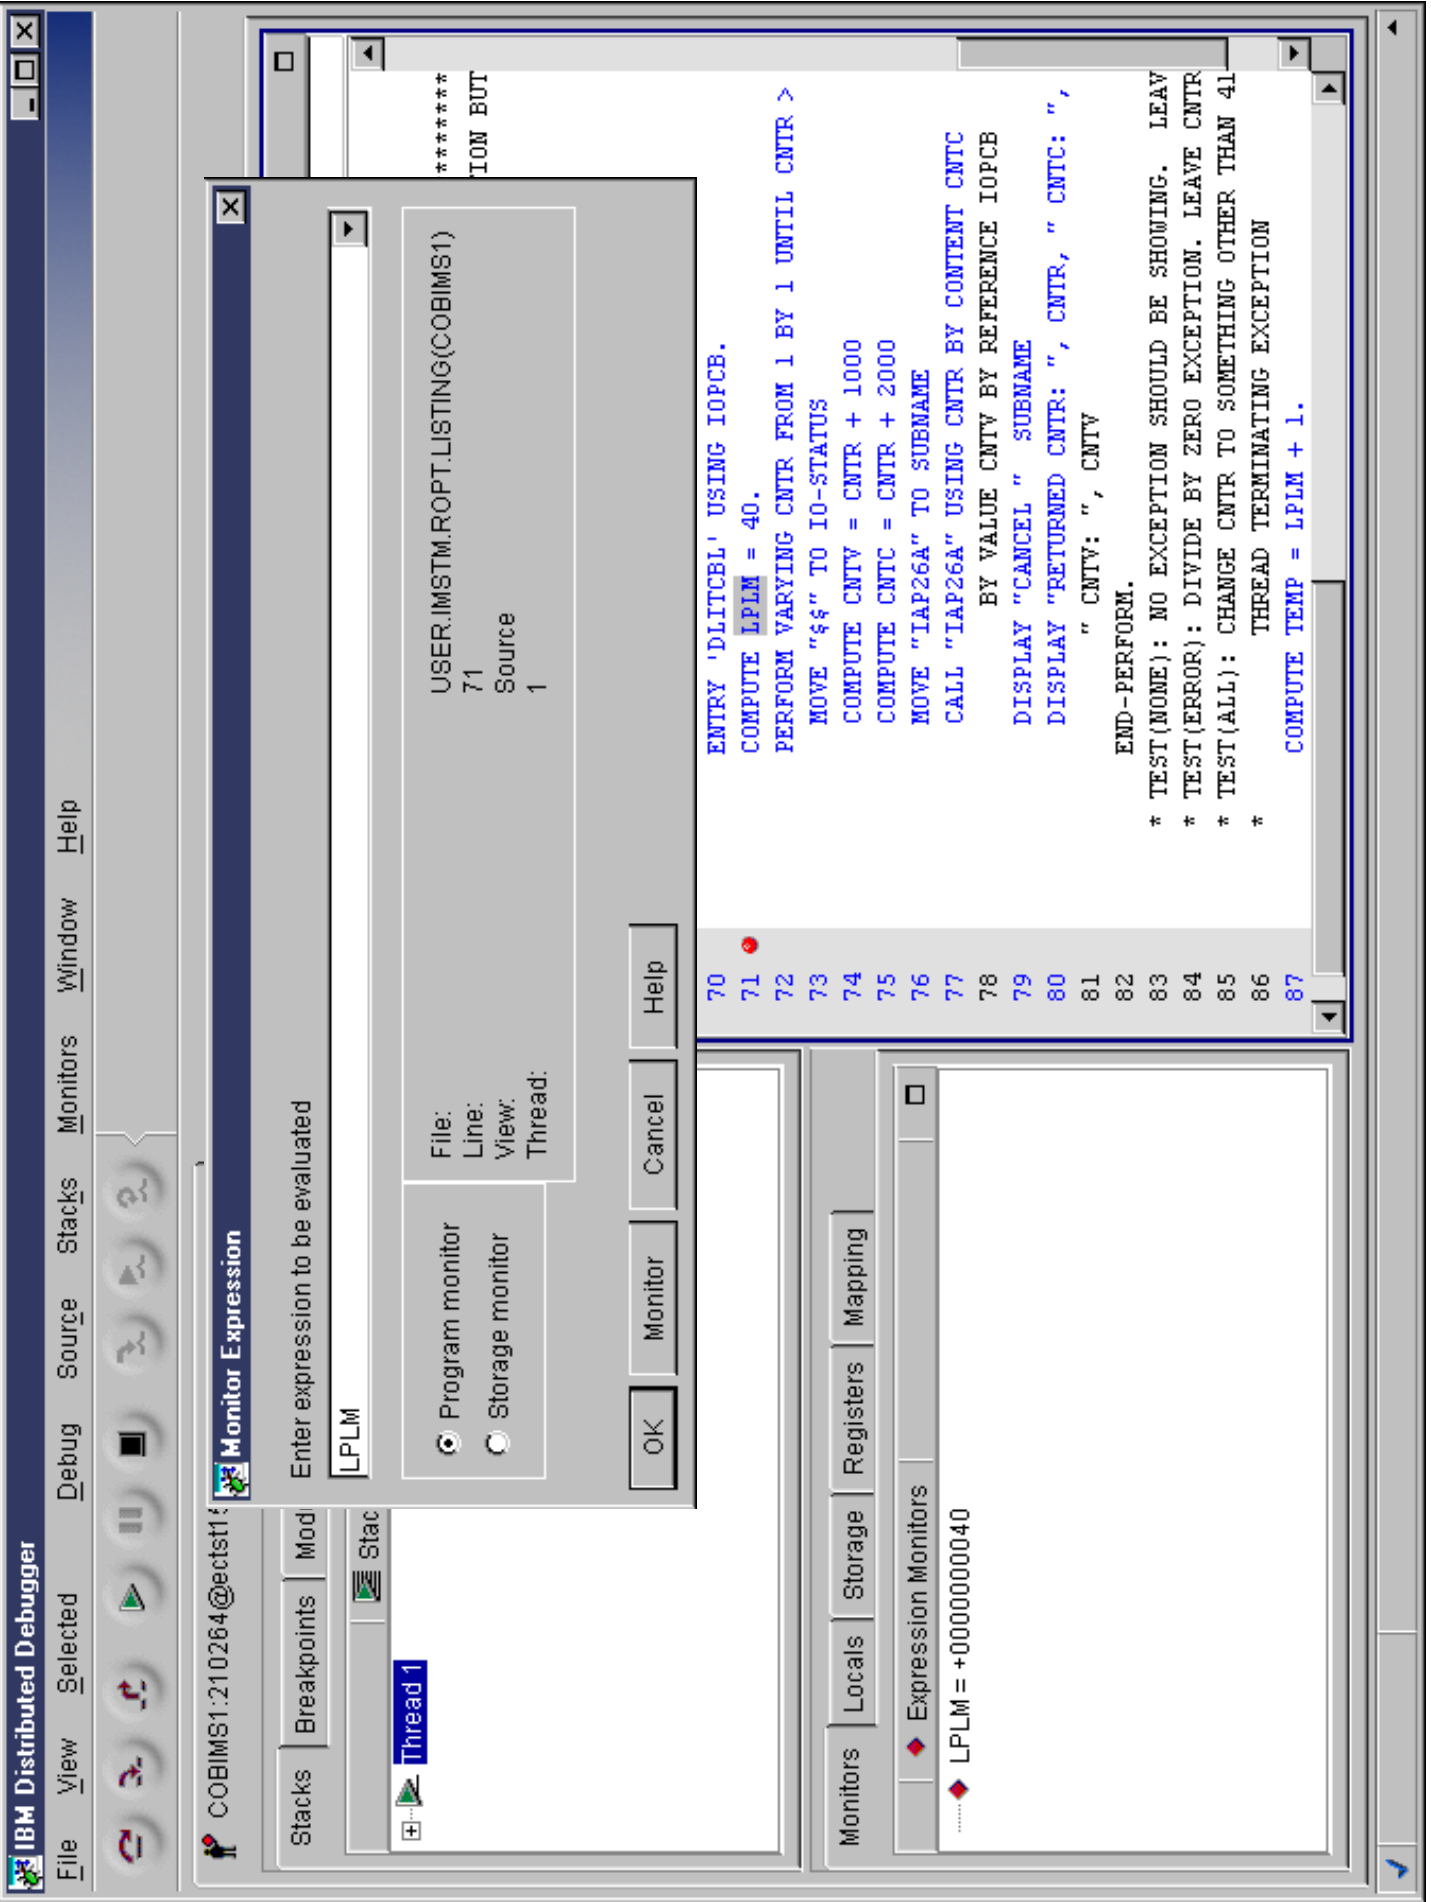 IBM Distributed Debugger
File View Selected Debug Source Stacks Monitors Window Help
COBIMS1:210264@ectst15
Stacks Breakpoints Modu
Stac
Thread 1
Monitor Expression
Enter expression to be evaluated
LPLM
Program monitor
Storage monitor
File: USER.IMSTM.ROPT.LISTING(COBIMS1)
Line: 71
View: Source
Thread: 1
OK Monitor Cancel Help
*********
TION BUT
70 ENTRY 'DLITCBL' USING IOPCB.
71 COMPUTE LPLM = 40.
72 PERFORM VARYING CNTR FROM 1 BY 1 UNTIL CNTR >
73 MOVE "$$" TO IO-STATUS
74 COMPUTE CNTV = CNTR + 1000
75 COMPUTE CNTC = CNTR + 2000
76 MOVE "IAP26A" TO SUBNAME
77 CALL "IAP26A" USING CNTR BY CONTENT CNTC
78 BY VALUE CNTV BY REFERENCE IOPCB
79 DISPLAY "CANCEL " SUBNAME
80 DISPLAY "RETURNED CNTR: ", CNTR, " CNTC: ",
81 " CNTV: ", CNTV
82 END-PERFORM.
83 * TEST(NONE): NO EXCEPTION SHOULD BE SHOWING. LEAV
84 * TEST(ERROR): DIVIDE BY ZERO EXCEPTION. LEAVE CNTR
85 * TEST(ALL): CHANGE CNTR TO SOMETHING OTHER THAN 41
86 * THREAD TERMINATING EXCEPTION
87 COMPUTE TEMP = LPLM + 1.
Monitors Locals Storage Registers Mapping
Expression Monitors
LPLM = +0000000040